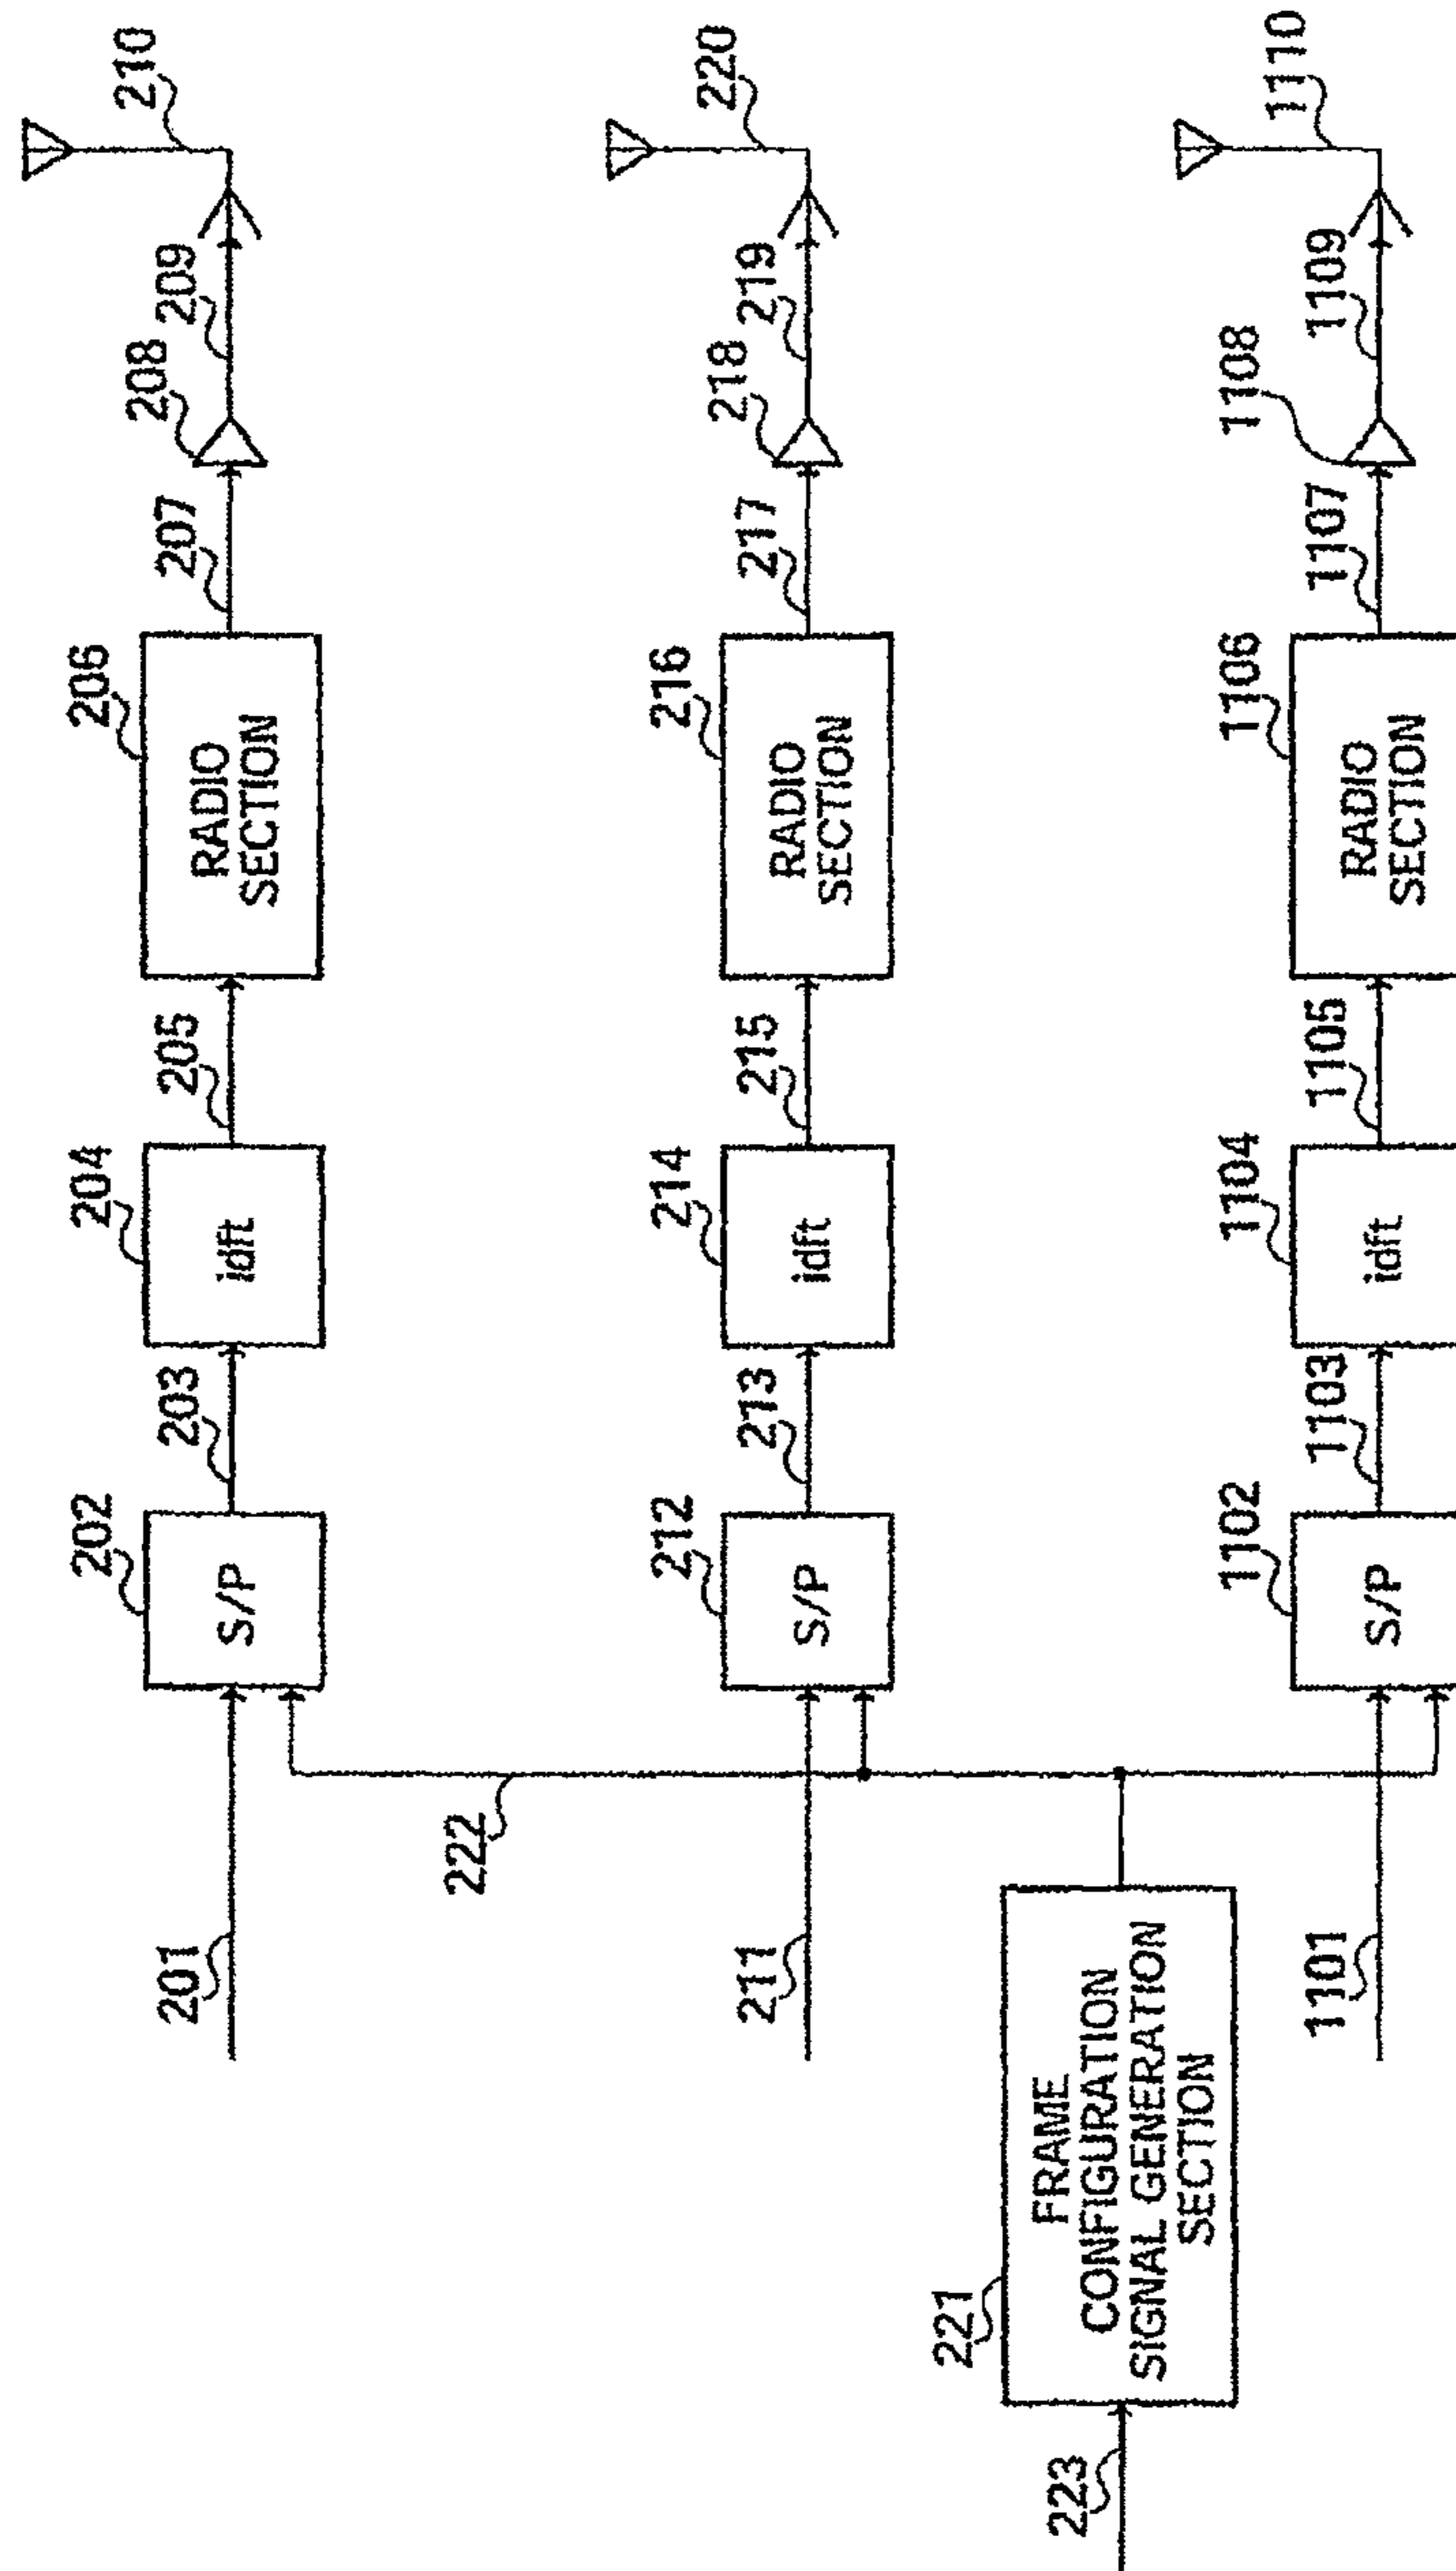 210
209
208
207
206
RADIO
SECTION
205
204
idft
203
202
S/P
201
220
219
218
217
216
RADIO
SECTION
215
214
idft
213
212
S/P
211
222
1110
1109
1108
1107
1106
RADIO
SECTION
1105
1104
idft
1103
1102
S/P
1101
221
FRAME
CONFIGURATION
SIGNAL GENERATION
SECTION
223